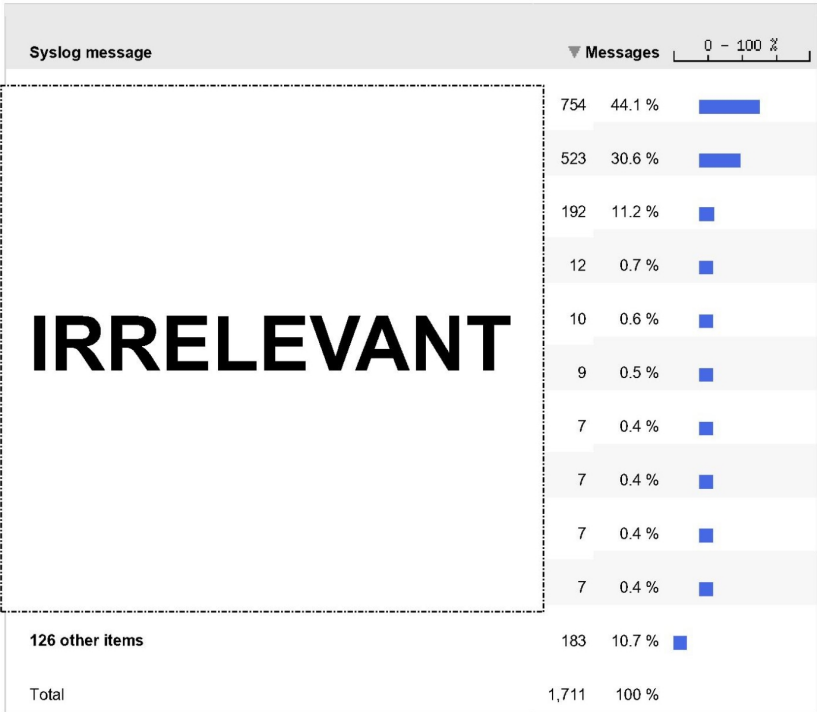 Syslog message ▼ Messages 0 - 100 %
754 44.1 %
523 30.6 %
192 11.2 %
12 0.7 %
IRRELEVANT
10 0.6 %
9 0.5 %
7 0.4 %
7 0.4 %
7 0.4 %
7 0.4 %
126 other items 183 10.7 %
Total 1,711 100 %